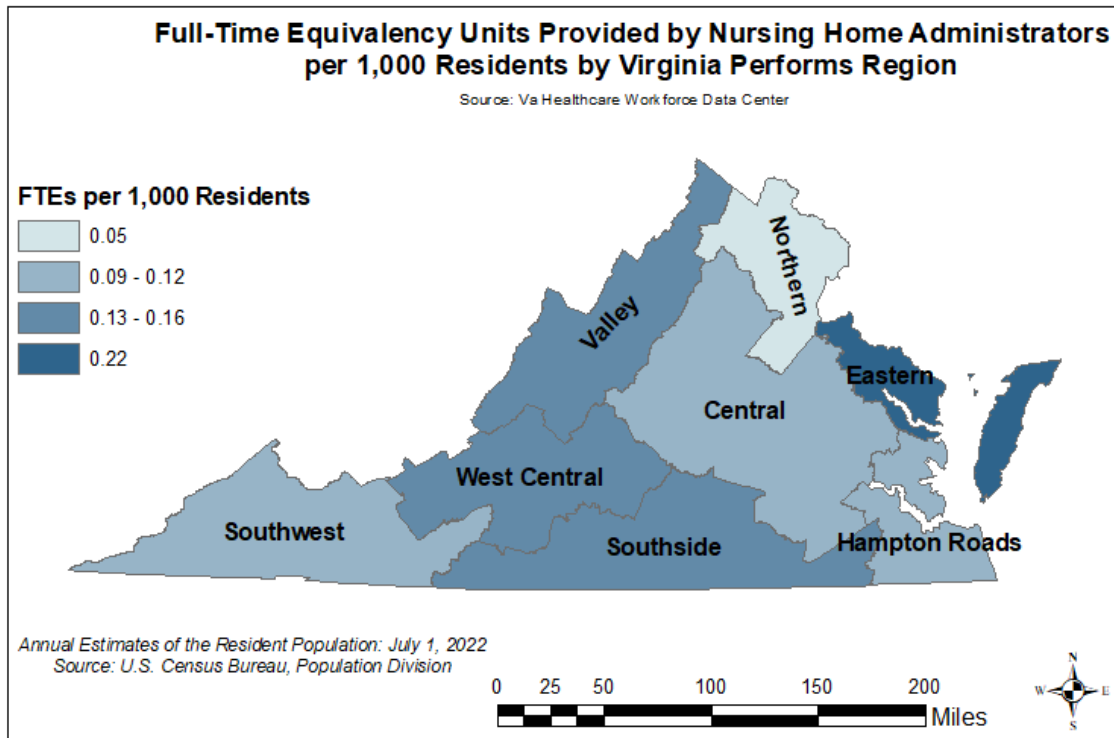 Full-Time Equivalency Units Provided by Nursing Home Administrators
per 1,000 Residents by Virginia Performs Region
Source: Va Healthcare Workforce Data Center
FTEs per 1,000 Residents
0.05
0.09 - 0.12
0.13 - 0.16
0.22
Northern
Valley
Eastern
Central
West Central
Southwest
Southside
Hampton Roads
Annual Estimates of the Resident Population: July 1, 2022
Source: U.S. Census Bureau, Population Division
0 25 50 100 150 200
Miles
N
W E
S